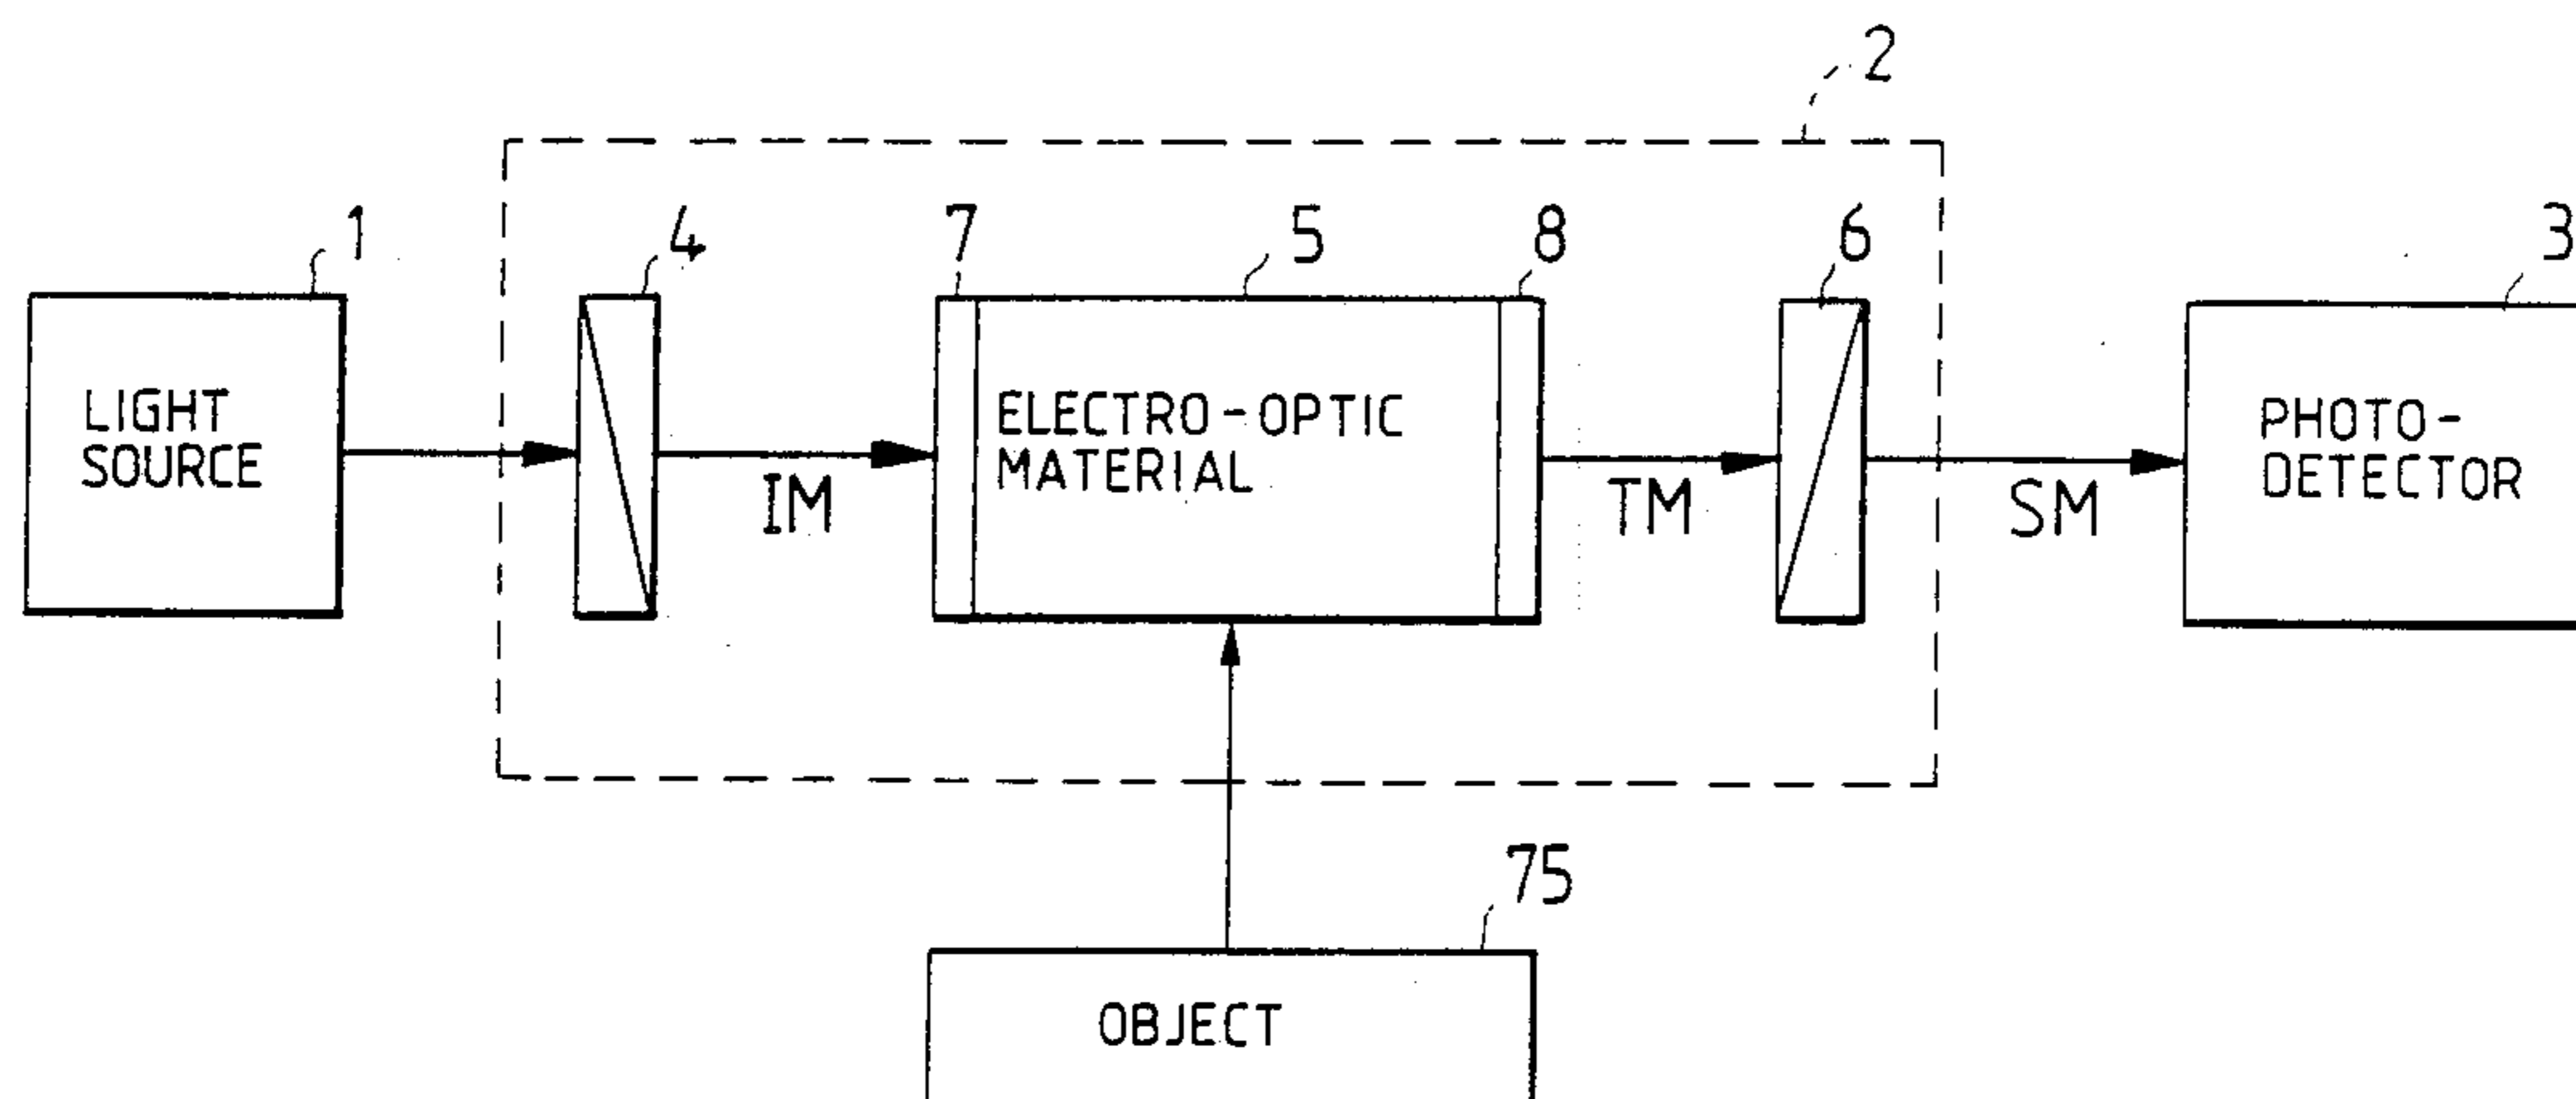 2
1
4
7
5
8
6
3
LIGHT
SOURCE
ELECTRO-OPTIC
MATERIAL
PHOTO-
DETECTOR
IM
TM
SM
75
OBJECT